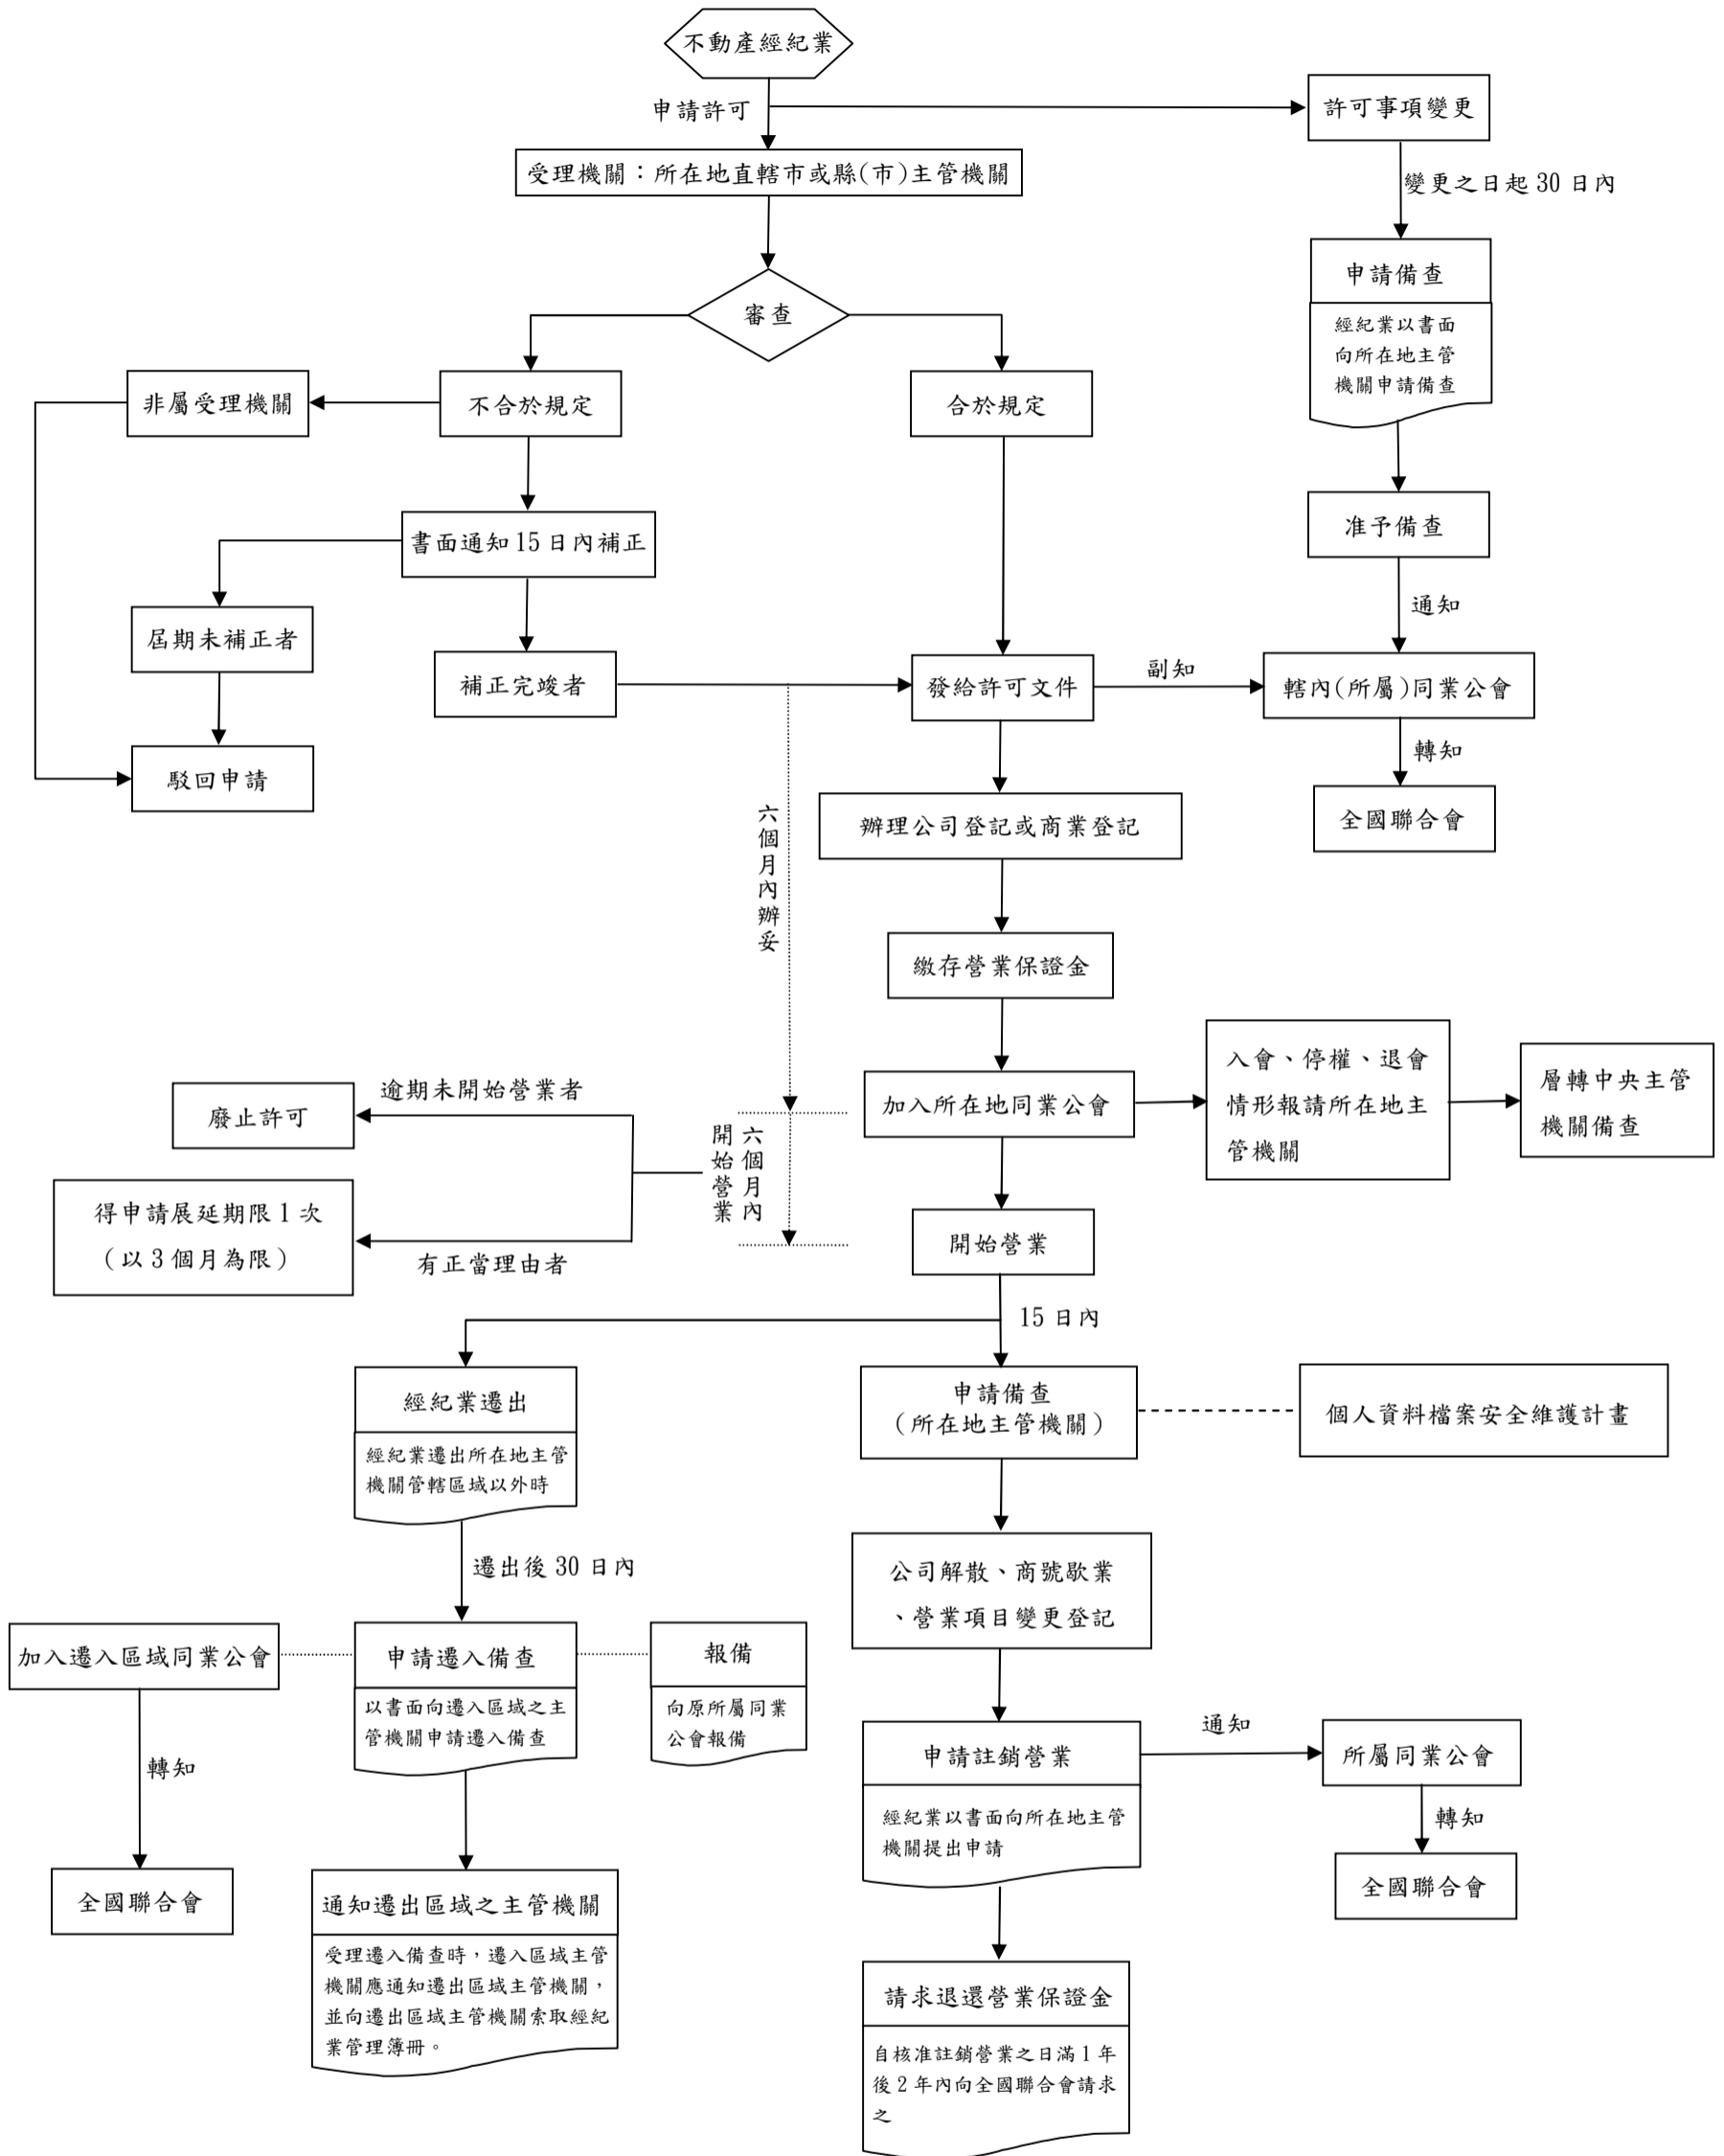 不動產經紀業
申請許可
許可事項變更
受理機關：所在地直轄市或縣(市)主管機關
變更之日起 30 日內
申請備查
經紀業以書面
向所在地主管
機關申請備查
審查
非屬受理機關
不合於規定
合於規定
准予備查
書面通知 15 日內補正
通知
屆期未補正者
補正完竣者
發給許可文件
副知
轄內(所屬)同業公會
轉知
駁回申請
全國聯合會
六個月內辦妥
辦理公司登記或商業登記
繳存營業保證金
加入所在地同業公會
入會、停權、退會
情形報請所在地主
管機關
層轉中央主管
機關備查
逾期未開始營業者
廢止許可
六個月內
開始營業
得申請展延期限 1 次
（以 3 個月為限）
有正當理由者
開始營業
15 日內
經紀業遷出
經紀業遷出所在地主管
機關管轄區域以外時
申請備查
（所在地主管機關）
個人資料檔案安全維護計畫
遷出後 30 日內
公司解散、商號歇業
、營業項目變更登記
加入遷入區域同業公會
申請遷入備查
以書面向遷入區域之主
管機關申請遷入備查
報備
向原所屬同業
公會報備
轉知
申請註銷營業
經紀業以書面向所在地主管
機關提出申請
通知
所屬同業公會
轉知
全國聯合會
全國聯合會
通知遷出區域之主管機關
受理遷入備查時，遷入區域主管
機關應通知遷出區域主管機關，
並向遷出區域主管機關索取經紀
業管理簿冊。
請求退還營業保證金
自核准註銷營業之日滿 1 年
後 2 年內向全國聯合會請求
之